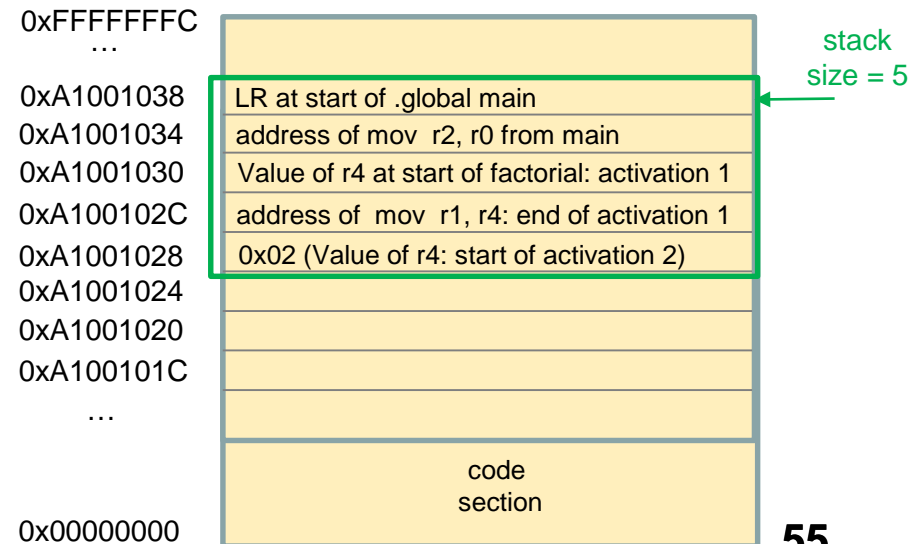 0xFFFFFFFC
…
stack
size = 5
0xA1001038 LR at start of .global main
0xA1001034 address of mov r2, r0 from main
0xA1001030 Value of r4 at start of factorial: activation 1
0xA100102C address of mov r1, r4: end of activation 1
0xA1001028 0x02 (Value of r4: start of activation 2)
0xA1001024
0xA1001020
0xA100101C
…
code
section
0x00000000
55